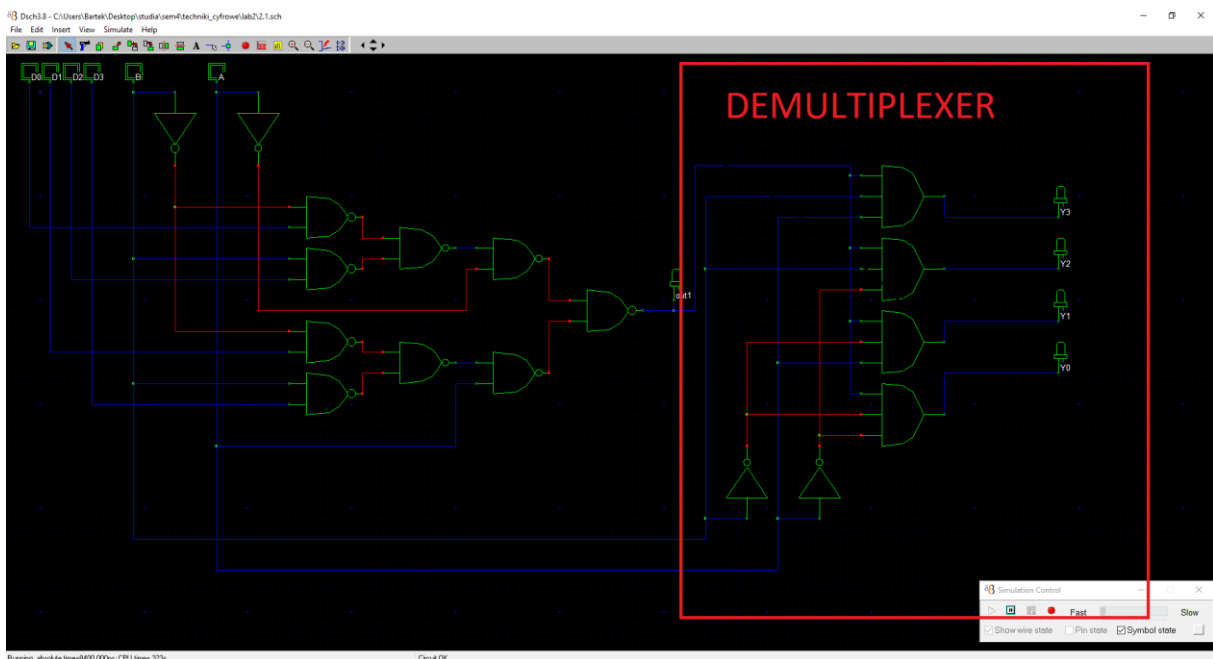 Dsch3.8 - C:\Users\Bartek\Desktop\studia\sem4\techniki_cyfrowe\lab2\2.1.sch
File Edit Insert View Simulate Help
D0 D1 D2 D3 B A
DEMULTIPLEXER
Y3
Y2
out1
Y1
Y0
Simulation Control
Fast Slow
Show wire state Pin state Symbol state
Circuit OK